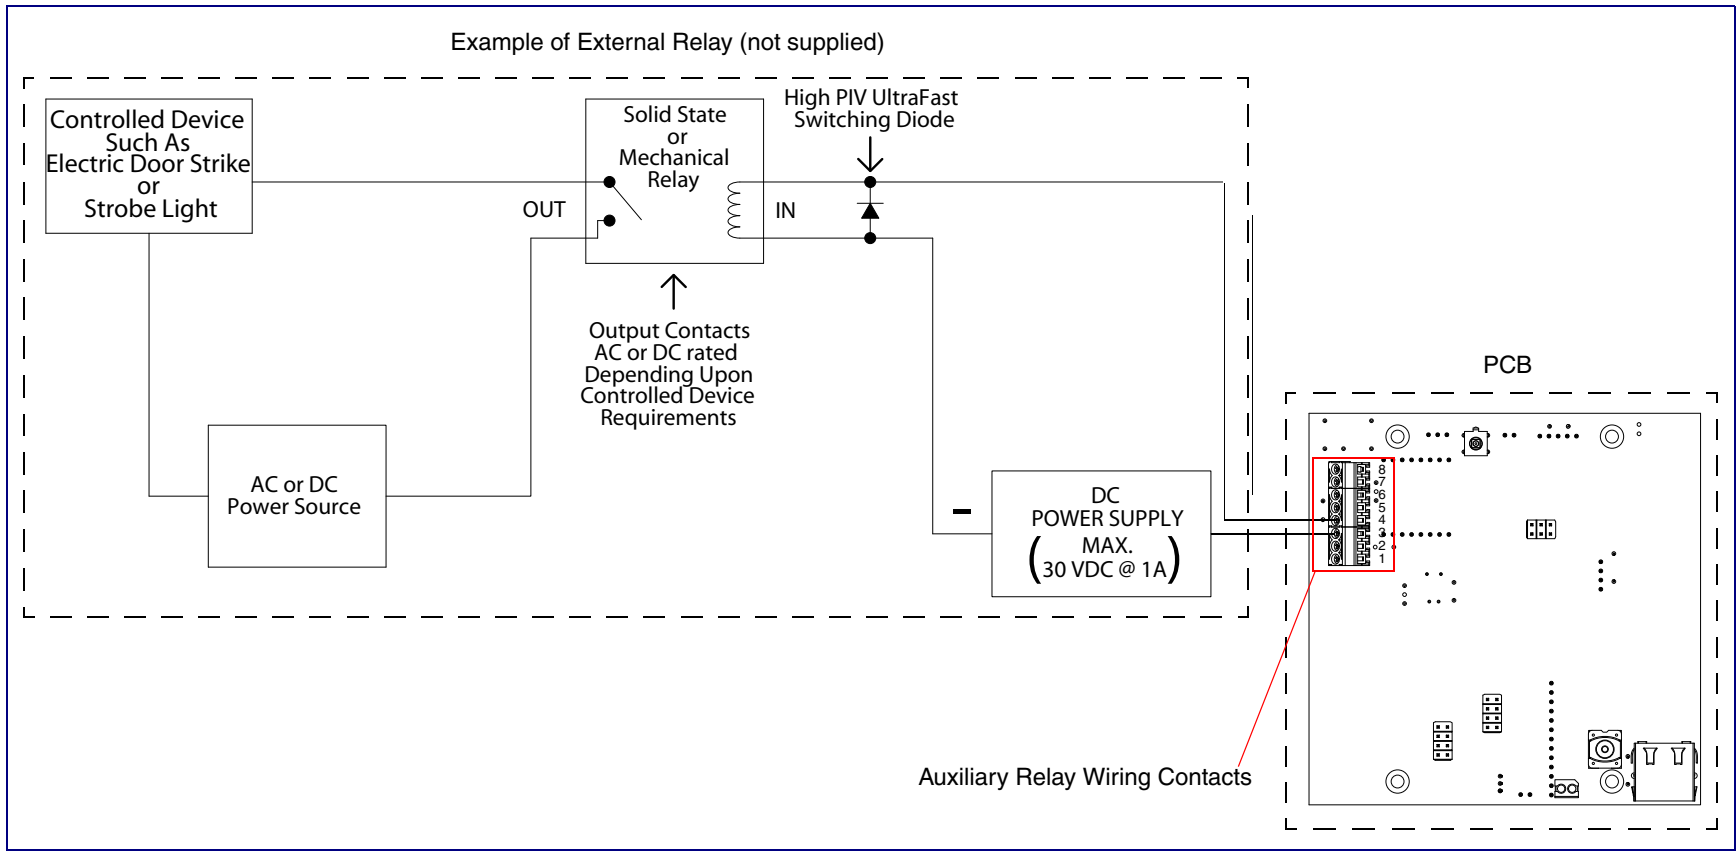 Example of External Relay (not supplied)
Controlled Device
Such As
Electric Door Strike
or
Strobe Light
Solid State
or
Mechanical
Relay
High PIV UltraFast
Switching Diode
OUT
IN
Output Contacts
AC or DC rated
Depending Upon
Controlled Device
Requirements
AC or DC
Power Source
DC
POWER SUPPLY
( MAX.
30 VDC @ 1A )
PCB
8
7
6
5
4
3
2
1
Auxiliary Relay Wiring Contacts